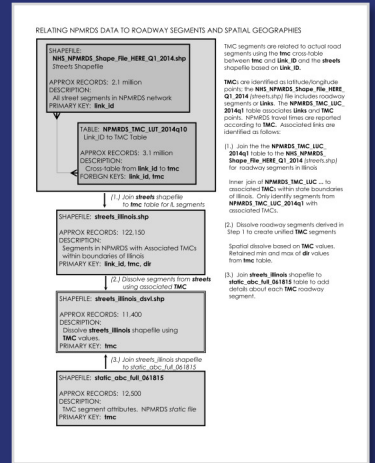 RELATING NPMRDS DATA TO ROADWAY SEGMENTS AND SPATIAL GEOGRAPHIES
SHAPEFILE:
NHS_NPMRDS_Shape_File_HERE_Q1_2014.shp
Streets Shapefile
APPROX RECORDS: 2.1 million
DESCRIPTION:
All street segments in NPMRDS network
PRIMARY KEY: link_id
TABLE: NPMRDS_TMC_LUT_2014q10
Link_ID to TMC Table
APPROX RECORDS: 3.1 million
DESCRIPTION:
Cross-table from link_id to tmc
FOREIGN KEYS: link_id, tmc
(1.) Join streets shapefile
to tmc table for IL segments
SHAPEFILE: streets_illinois.shp
APPROX RECORDS: 122,150
DESCRIPTION:
Segments in NPMRDS with Associated TMCs
within boundaries of Illinois
PRIMARY KEY: link_id, tmc, dir
(2.) Dissolve segments from streets
using associated TMC
SHAPEFILE: streets_illinois_dsvl.shp
APPROX RECORDS: 11,400
DESCRIPTION:
Dissolve streets_illinois shapefile using
TMC values.
PRIMARY KEY: tmc
(3.) Join streets_illinois shapefile
to static_abc_full_061815
SHAPEFILE: static_abc_full_061815
APPROX RECORDS: 12,500
DESCRIPTION:
TMC segment attributes. NPMRDS static file
PRIMARY KEY: tmc
TMC segments are related to actual road
segments using the tmc cross-table
between tmc and Link_ID and the streets
shapefile based on Link_ID.
TMCs are identified as latitude/longitude
points; the NHS_NPMRDS_Shape_File_HERE_
Q1_2014 (streets.shp) file includes roadway
segments or Links. The NPMRDS_TMC_LUC_
2014q1 table associates Links and TMC
points. NPMRDS travel times are reported
according to TMC. Associated links are
identified as follows:
(1.) Join the the NPMRDS_TMC_LUC_
2014q1 table to the NHS_NPMRDS_
Shape_File_HERE_Q1_2014 (streets.shp)
for roadway segments in Illinois
Inner join of NPMRDS_TMC_LUC ... to
associated TMCs within state boundaries
of Illinois. Only identify segments from
NPMRDS_TMC_LUC_2014q1 with
associated TMCs.
(2.) Dissolve roadway segments derived in
Step 1 to create unified TMC segments
Spatial dissolve based on TMC values.
Retained min and max of dir values
from tmc table.
(3.) Join streets_illinois shapefile to
static_abc_full_061815 table to add
details about each TMC roadway
segment.